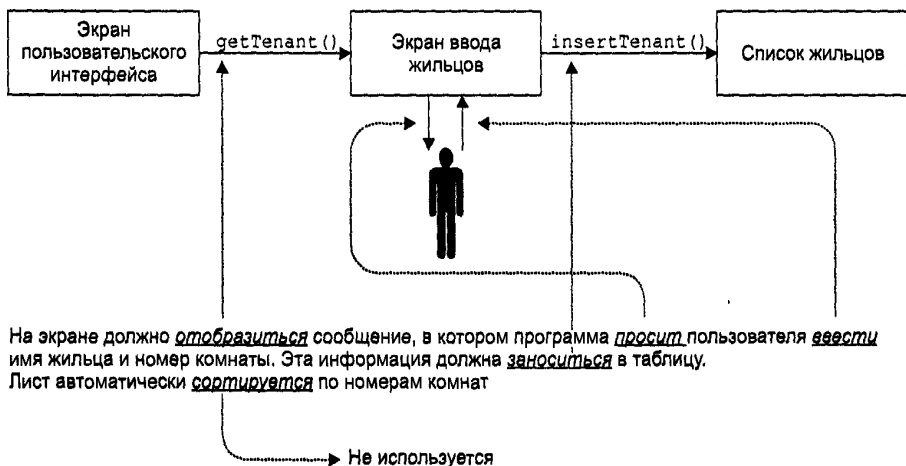 Экран
пользовательского
интерфейса
getTenant()
Экран ввода
жильцов
insertTenant()
Список жильцов
На экране должно отобразиться сообщение, в котором программа просит пользователя ввести
имя жильца и номер комнаты. Эта информация должна заноситься в таблицу.
Лист автоматически сортируется по номерам комнат
Не используется